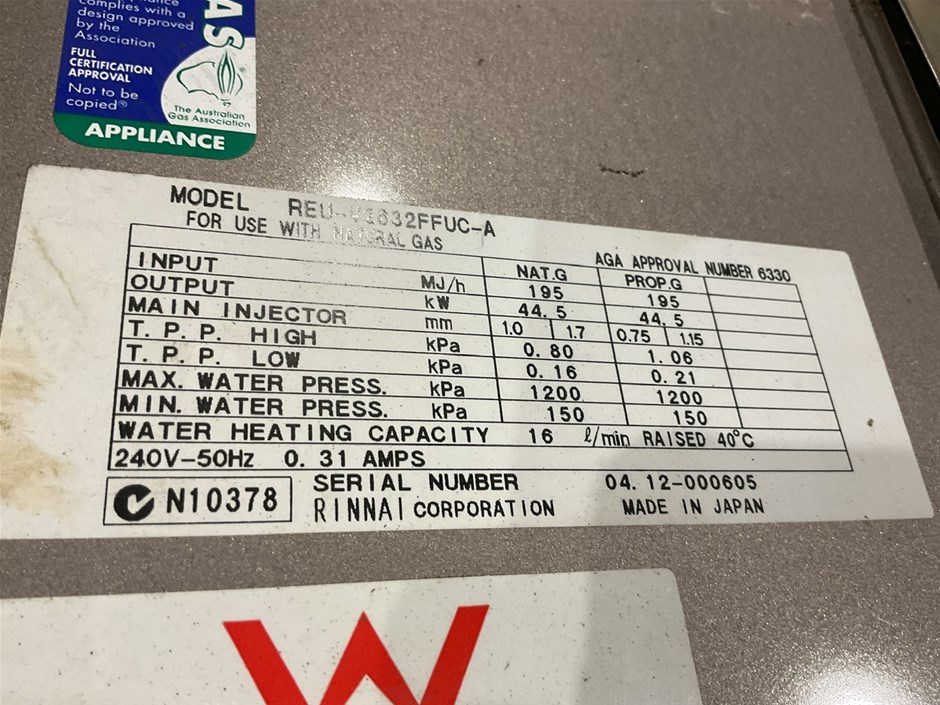 complies with a
design approved
by the
Association
FULL
CERTIFICATION
APPROVAL
Not to be
copied®
AS
The Australian
Gas Association
APPLIANCE
MODEL
FOR USE WITH NATURAL GAS
AGA APPROVAL NUMBER 6330
NAT.G PROP.G
INPUT MJ/h 195 195
OUTPUT kW 44.5 44.5
MAIN INJECTOR mm 1.0 1.7 0.75 1.15
T. P. P. HIGH kPa 0.80 1.06
T. P. P. LOW kPa 0.16 0.21
MAX. WATER PRESS. kPa 1200 1200
MIN. WATER PRESS. kPa 150 150
WATER HEATING CAPACITY 16 ℓ/min RAISED 40°C
240V-50Hz 0.31 AMPS
N10378
SERIAL NUMBER 04.12-000605
RINNAI CORPORATION MADE IN JAPAN
W